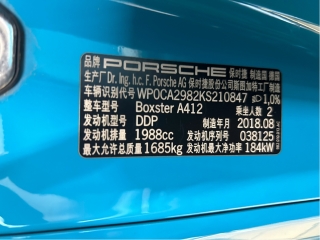 品牌 PORSCHE 保时捷 制造国 德国
生产厂 Dr. Ing. h.c. F. Porsche AG 保时捷股份公司斯图加特工厂制造
车辆识别代号 WP0CA2982KS210847 gD 1,0%
整车型号 Boxster A412 乘坐人数 2
发动机型号 DDP 制造年月 2018.08
发动机排量 1988cc 发动机序列号 038125
最大允许总质量 1685kg 发动机最大净功率 184kW